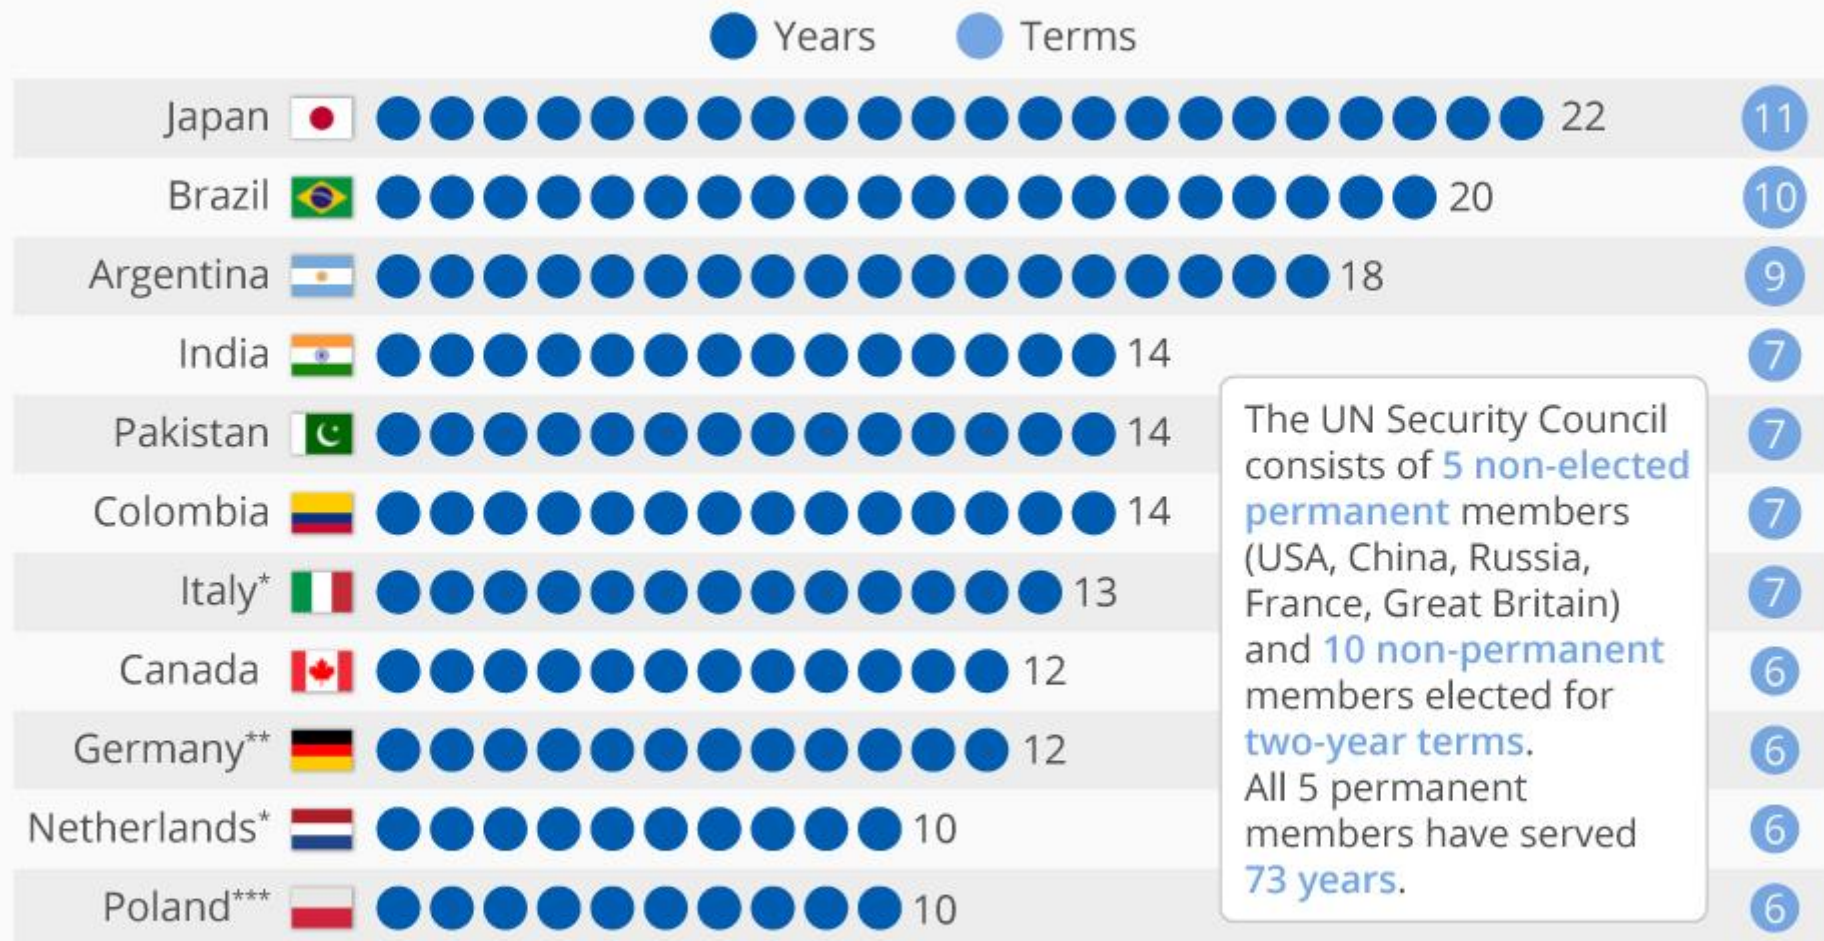 Years Terms
Japan 22 11
Brazil 20 10
Argentina 18 9
India 14 7
Pakistan 14 7
Colombia 14 7
Italy* 13 7
Canada 12 6
Germany** 12 6
Netherlands* 10 6
Poland*** 10 6
The UN Security Council
consists of 5 non-elected
permanent members
(USA, China, Russia,
France, Great Britain)
and 10 non-permanent
members elected for
two-year terms.
All 5 permanent
members have served
73 years.